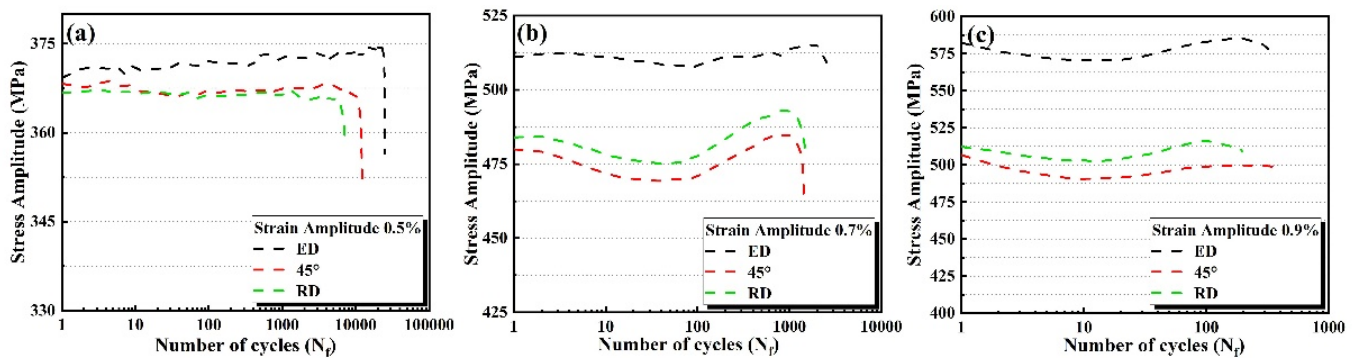 (a)
Stress Amplitude (MPa)
375
360
345
330
Strain Amplitude 0.5%
ED
45°
RD
1 10 100 1000 10000 100000
Number of cycles (Nf)
(b)
Stress Amplitude (MPa)
525
500
475
450
425
Strain Amplitude 0.7%
ED
45°
RD
1 10 100 1000 10000
Number of cycles (Nf)
(c)
Stress Amplitude (MPa)
600
575
550
525
500
475
450
425
400
Strain Amplitude 0.9%
ED
45°
RD
1 10 100 1000
Number of cycles (Nf)